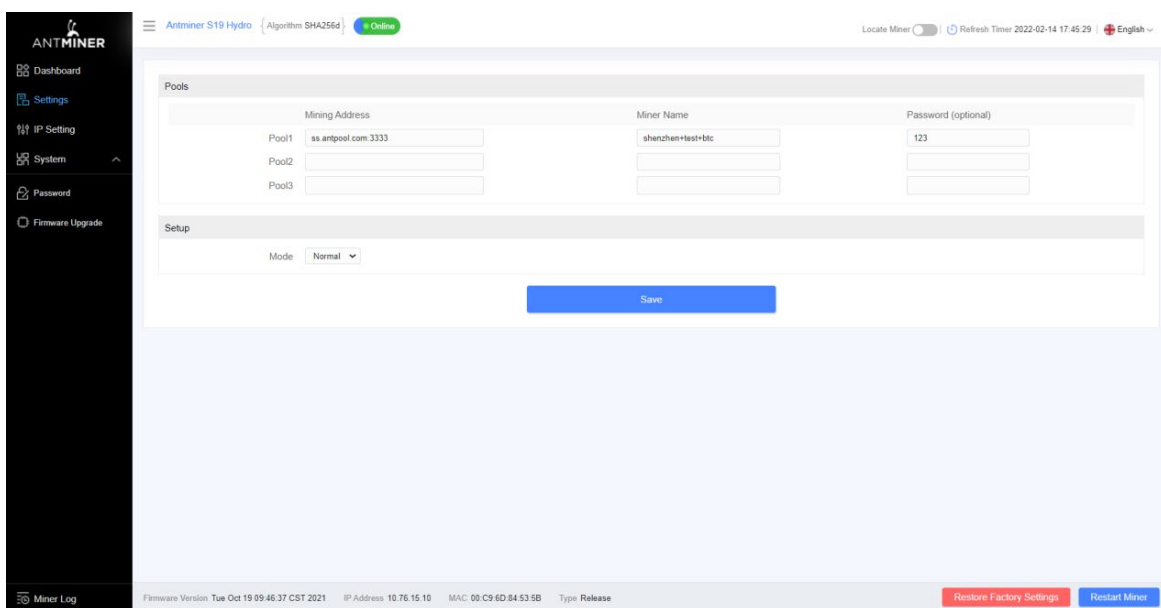 ANTMINER
Antminer S19 Hydro { Algorithm SHA256d } Online
Locate Miner Refresh Timer 2022-02-14 17:45:29 English
Dashboard
Settings
IP Setting
System
Password
Firmware Upgrade
Pools
Mining Address Miner Name Password (optional)
Pool1 ss.antpool.com:3333 shenzhen+test+btc 123
Pool2
Pool3
Setup
Mode Normal
Save
Miner Log
Firmware Version Tue Oct 19 09:46:37 CST 2021 IP Address 10.76.15.10 MAC 00:C9:6D:84:53:5B Type Release
Restore Factory Settings Restart Miner